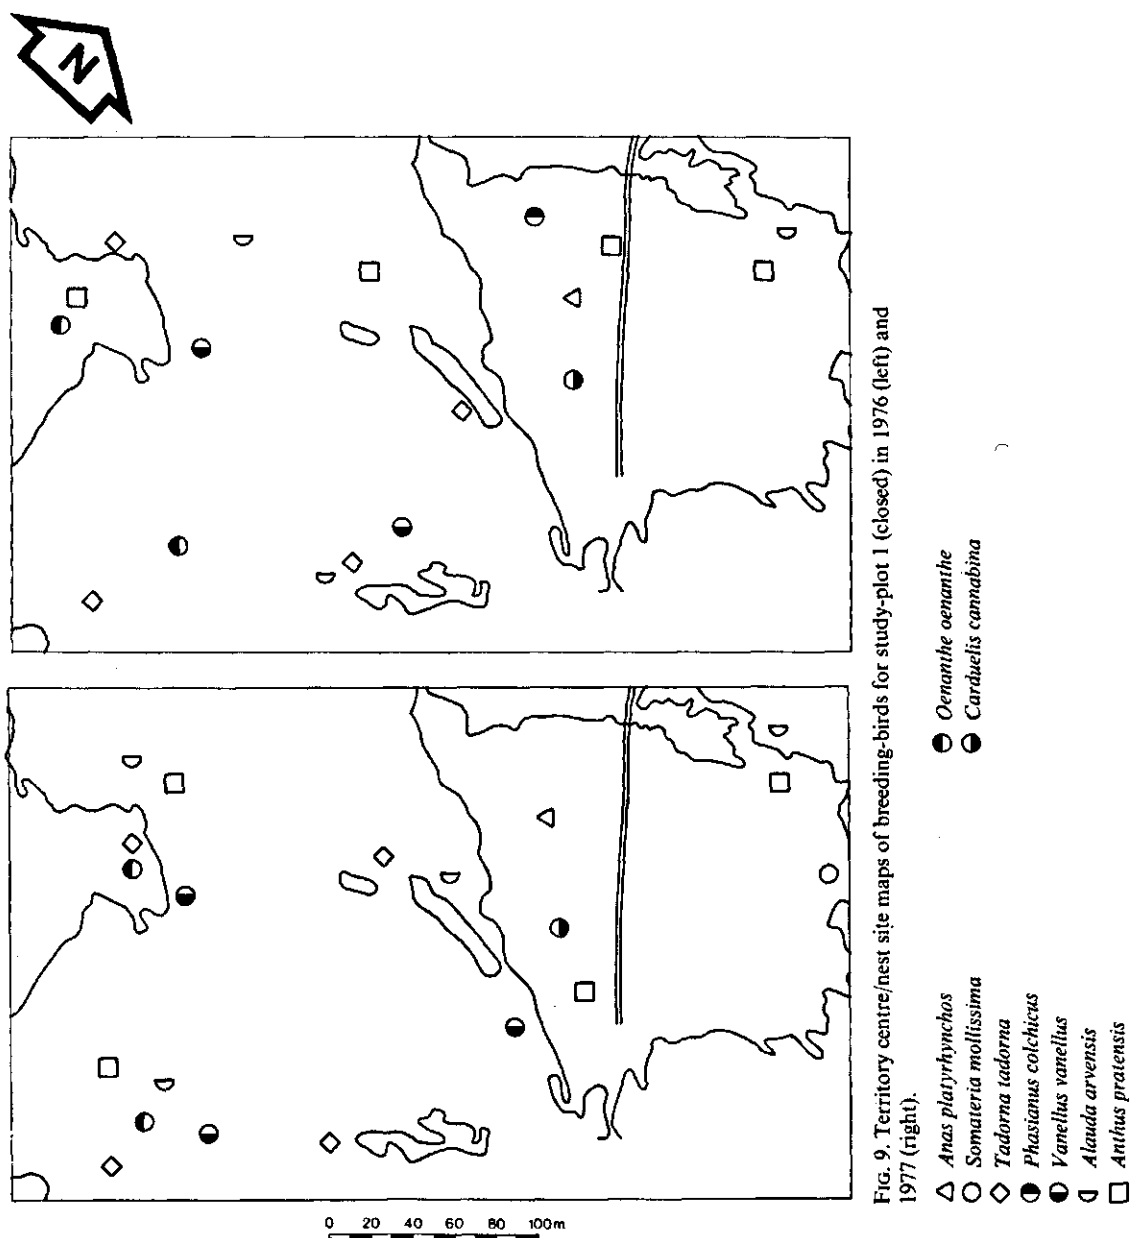 N
0 20 40 60 80 100m
FIG. 9. Territory centre/nest site maps of breeding-birds for study-plot 1 (closed) in 1976 (left) and
1977 (right).
Anas platyrhynchos
Somateria mollissima
Tadorna tadorna
Phasianus colchicus
Vanellus vanellus
Alauda arvensis
Anthus pratensis
Oenanthe oenanthe
Carduelis cannabina